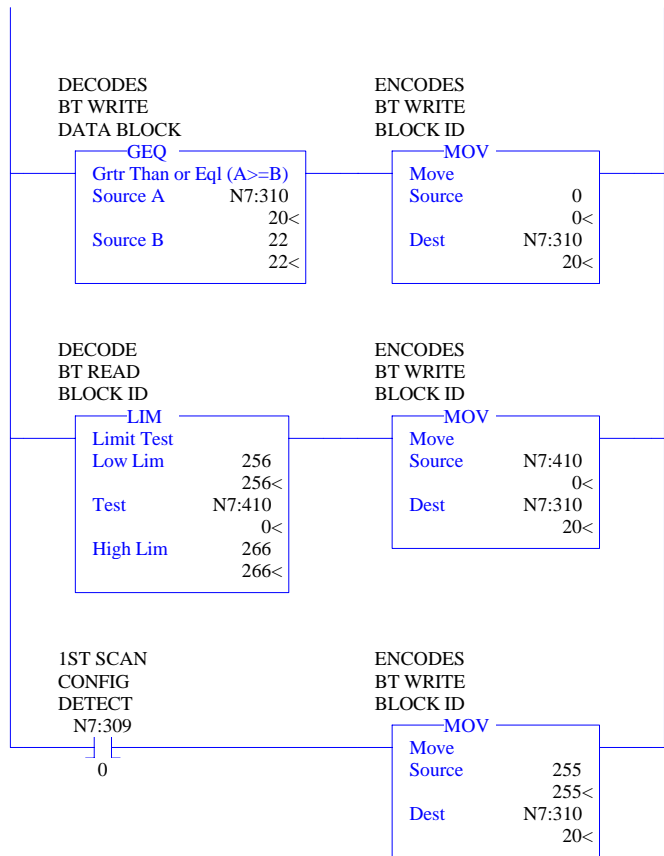 DECODES
BT WRITE
DATA BLOCK
GEQ
Grtr Than or Eql (A>=B)
Source A N7:310
20<
Source B 22
22<
ENCODES
BT WRITE
BLOCK ID
MOV
Move
Source 0
0<
Dest N7:310
20<
DECODE
BT READ
BLOCK ID
LIM
Limit Test
Low Lim 256
256<
Test N7:410
0<
High Lim 266
266<
ENCODES
BT WRITE
BLOCK ID
MOV
Move
Source N7:410
0<
Dest N7:310
20<
1ST SCAN
CONFIG
DETECT
N7:309
0
ENCODES
BT WRITE
BLOCK ID
MOV
Move
Source 255
255<
Dest N7:310
20<